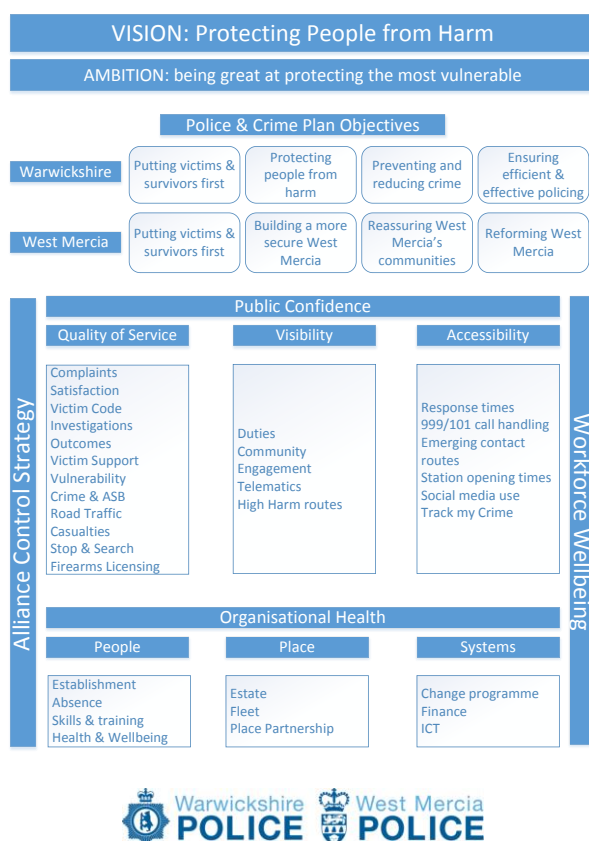 VISION: Protecting People from Harm
AMBITION: being great at protecting the most vulnerable
Police & Crime Plan Objectives
Warwickshire
Putting victims &
survivors first
Protecting
people from
harm
Preventing and
reducing crime
Ensuring
efficient &
effective policing
West Mercia
Putting victims &
survivors first
Building a more
secure West
Mercia
Reassuring West
Mercia's
communities
Reforming West
Mercia
Alliance Control Strategy
Public Confidence
Quality of Service
Complaints
Satisfaction
Victim Code
Investigations
Outcomes
Victim Support
Vulnerability
Crime & ASB
Road Traffic
Casualties
Stop & Search
Firearms Licensing
Visibility
Duties
Community
Engagement
Telematics
High Harm routes
Accessibility
Response times
999/101 call handling
Emerging contact
routes
Station opening times
Social media use
Track my Crime
Workforce Wellbeing
Organisational Health
People
Establishment
Absence
Skills & training
Health & Wellbeing
Place
Estate
Fleet
Place Partnership
Systems
Change programme
Finance
ICT
Warwickshire
POLICE
West Mercia
POLICE